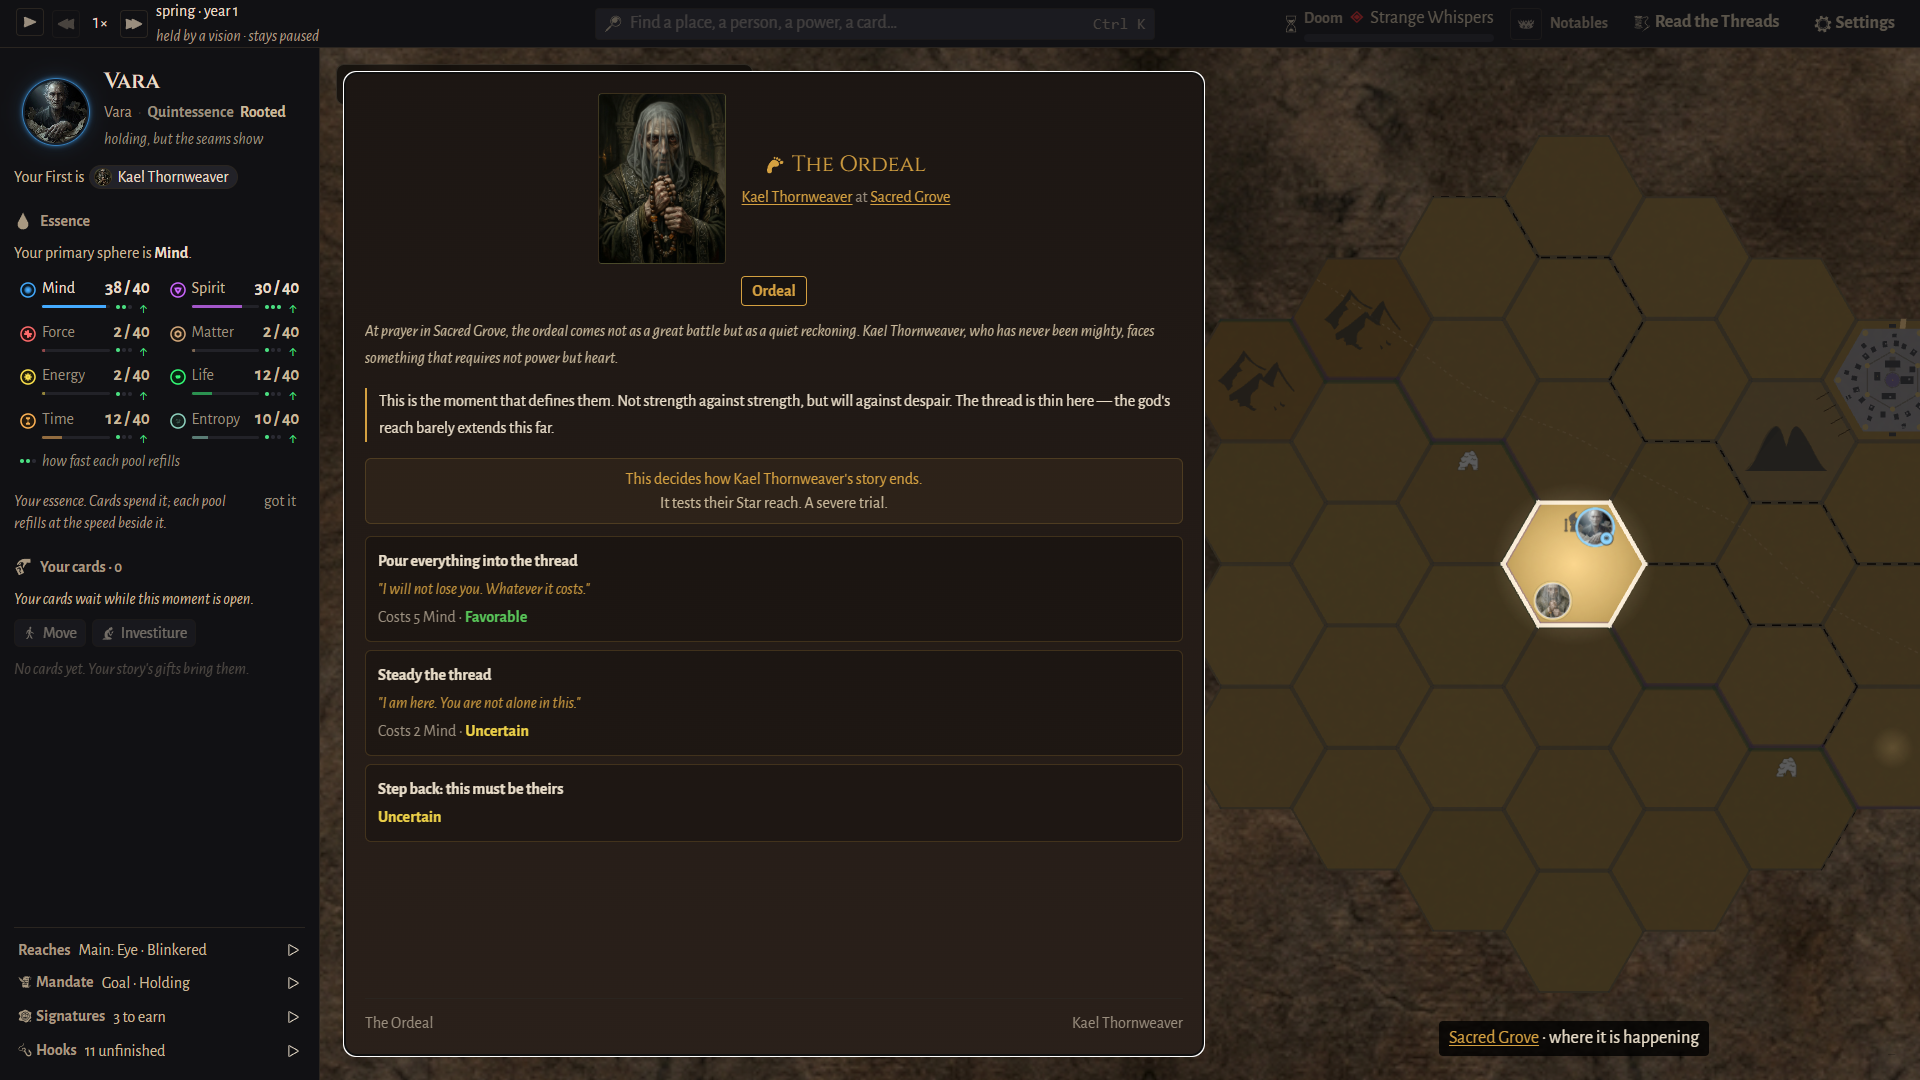 1×
spring · year 1
held by a vision · stays paused
Find a place, a person, a power, a card...
Ctrl K
Doom
Strange Whispers
Notables
Read the Threads
Settings
Vara
Vara · Quintessence Rooted
holding, but the seams show
Your First is Kael Thornweaver
Essence
Your primary sphere is Mind.
Mind 38/40
Spirit 30/40
Force 2/40
Matter 2/40
Energy 2/40
Life 12/40
Time 12/40
Entropy 10/40
how fast each pool refills
Your essence. Cards spend it; each pool refills at the speed beside it.
got it
Your cards · 0
Your cards wait while this moment is open.
Move
Investiture
No cards yet. Your story's gifts bring them.
Reaches Main: Eye · Blinkered
Mandate Goal · Holding
Signatures 3 to earn
Hooks 11 unfinished
The Ordeal
Kael Thornweaver at Sacred Grove
Ordeal
At prayer in Sacred Grove, the ordeal comes not as a great battle but as a quiet reckoning. Kael Thornweaver, who has never been mighty, faces
something that requires not power but heart.
This is the moment that defines them. Not strength against strength, but will against despair. The thread is thin here — the god's
reach barely extends this far.
This decides how Kael Thornweaver's story ends.
It tests their Star reach. A severe trial.
Pour everything into the thread
"I will not lose you. Whatever it costs."
Costs 5 Mind · Favorable
Steady the thread
"I am here. You are not alone in this."
Costs 2 Mind · Uncertain
Step back: this must be theirs
Uncertain
The Ordeal
Kael Thornweaver
Sacred Grove · where it is happening